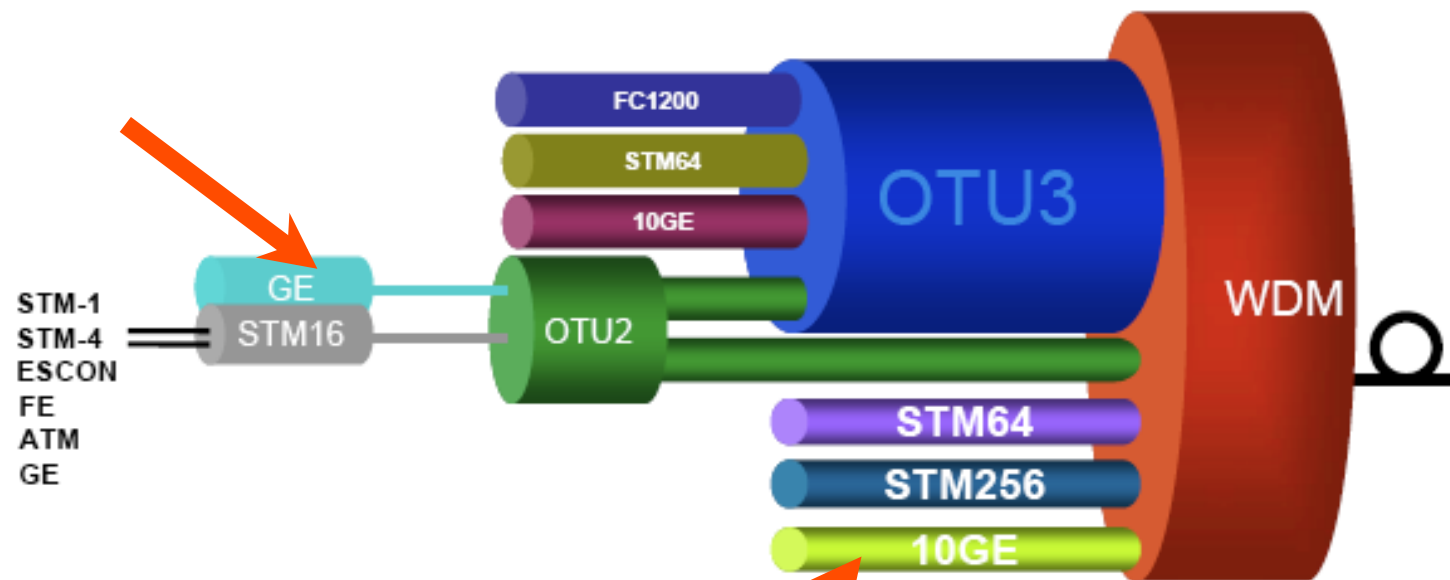 FC1200
STM64
10GE
OTU3
GE
STM16
STM-1
STM-4
ESCON
FE
ATM
GE
OTU2
WDM
STM64
STM256
10GE